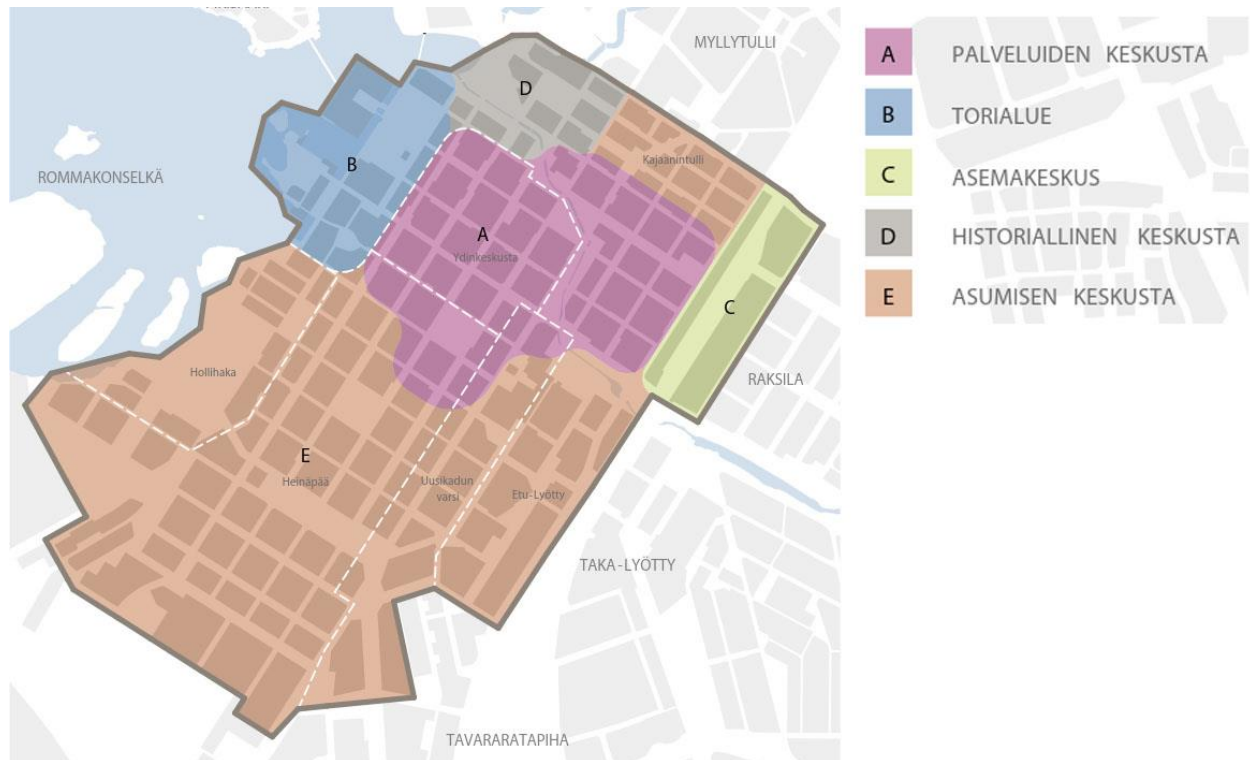 MYLLYTULLI
D
Kajaanintulli
B
ROMMAKONSELKÄ
A
Ydinkeskusta
C
Hollihaka
RAKSILA
E
Heinäpää
Uusikadun
varsi
Etu-Lyötty
TAKA-LYÖTTY
TAVARARATAPIHA
A PALVELUIDEN KESKUSTA
B TORIALUE
C ASEMAKESKUS
D HISTORIALLINEN KESKUSTA
E ASUMISEN KESKUSTA